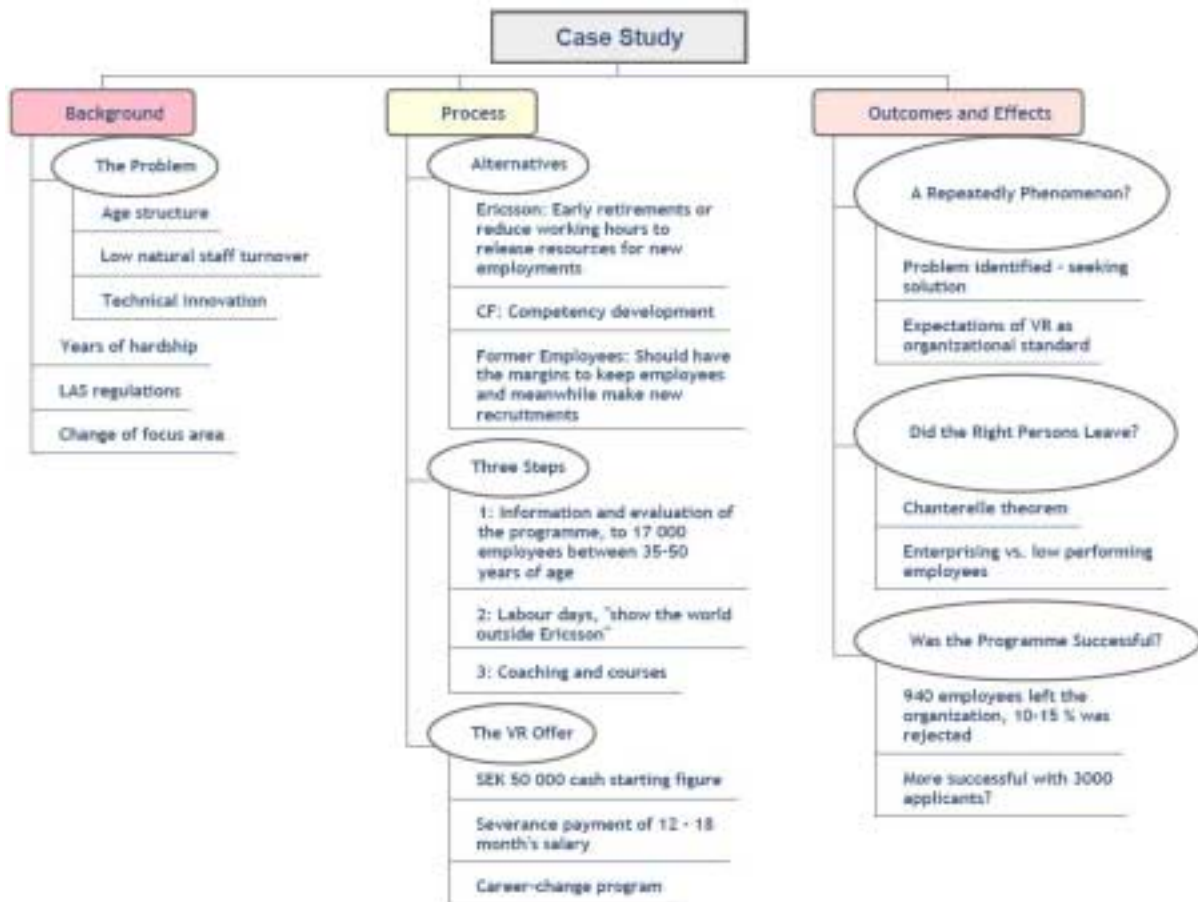 Case Study
Background
The Problem
Age structure
Low natural staff turnover
Technical Innovation
Years of hardship
LAS regulations
Change of focus area
Process
Alternatives
Ericsson: Early retirements or
reduce working hours to
release resources for new
employments
CF: Competency development
Former Employees: Should have
the margins to keep employees
and meanwhile make new
recruitments
Three Steps
1: Information and evaluation of
the programme, to 17 000
employees between 35-50
years of age
2: Labour days, "show the world
outside Ericsson"
3: Coaching and courses
The VR Offer
SEK 50 000 cash starting figure
Severance payment of 12 - 18
month's salary
Career-change program
Outcomes and Effects
A Repeatedly Phenomenon?
Problem identified - seeking
solution
Expectations of VR as
organizational standard
Did the Right Persons Leave?
Chanterelle theorem
Enterprising vs. low performing
employees
Was the Programme Successful?
940 employees left the
organization, 10-15 % was
rejected
More successful with 3000
applicants?